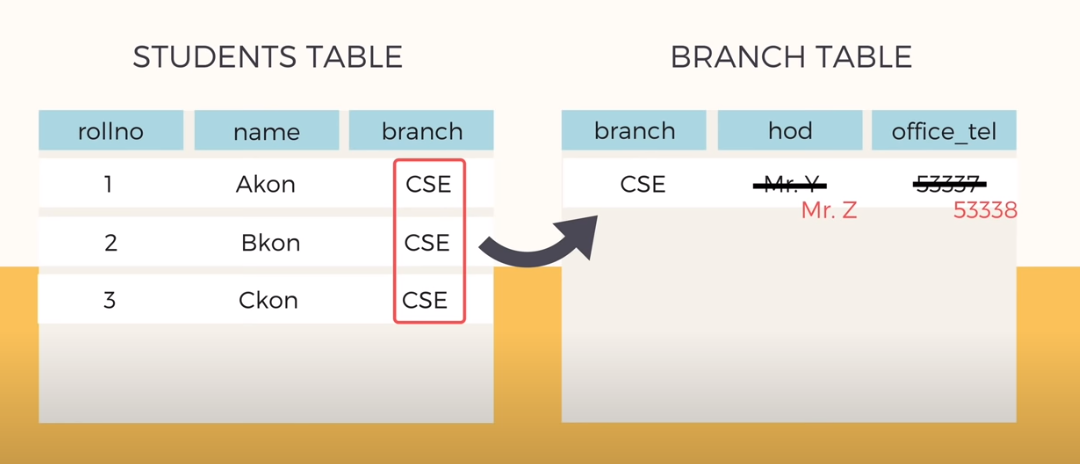 STUDENTS TABLE
rollno name branch
1 Akon CSE
2 Bkon CSE
3 Ckon CSE
BRANCH TABLE
branch hod office_tel
CSE Mr. Y 53337
Mr. Z 53338